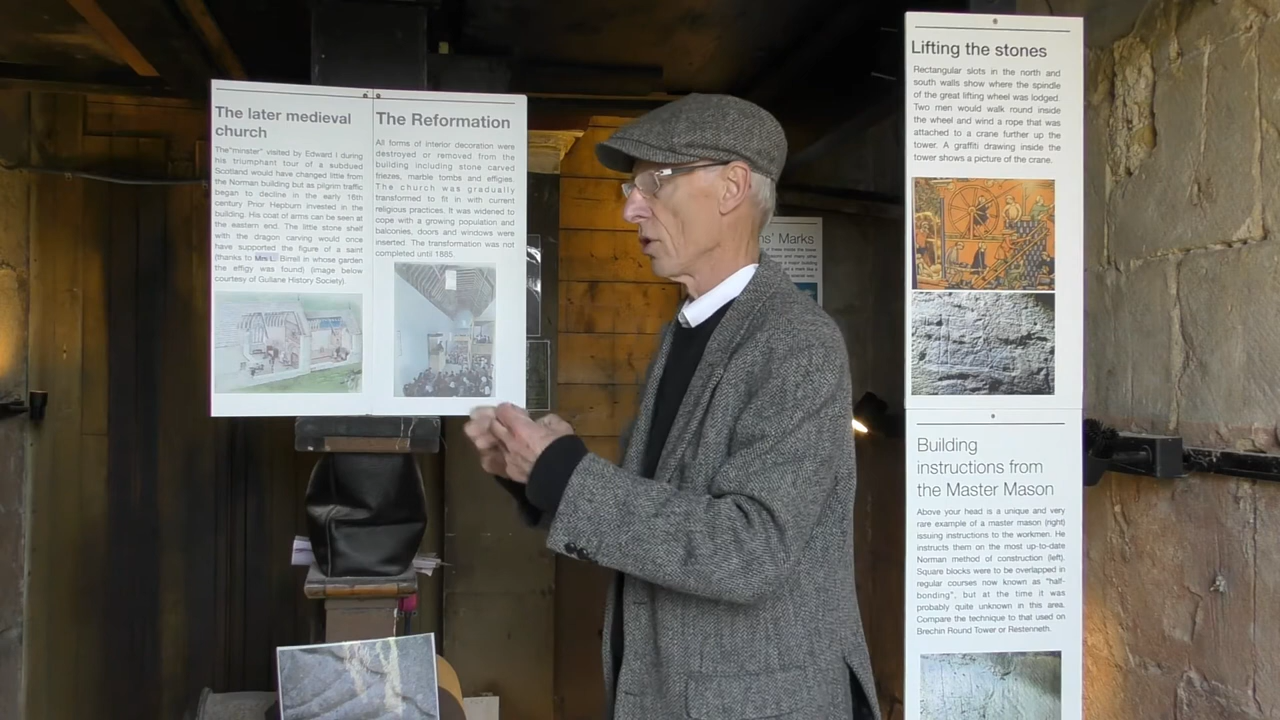 The later medieval
church
The"minster" visited by Edward I during
his triumphant tour of a subdued
Scotland would have changed little from
the Norman building but as pilgrim traffic
began to decline in the early 16th
century Prior Hepburn invested in the
building. His coat of arms can be seen at
the eastern end. The little stone shelf
with the dragon carving would once
have supported the figure of a saint
(thanks to Mrs L. Birrell in whose garden
the effigy was found) (image below
courtesy of Gullane History Society).
The Reformation
All forms of interior decoration were
destroyed or removed from the
building including stone carved
friezes, marble tombs and effigies.
The church was gradually
transformed to fit in with current
religious practices. It was widened to
cope with a growing population and
balconies, doors and windows were
inserted. The transformation was not
completed until 1885.
ns' Marks
Lifting the stones
Rectangular slots in the north and
south walls show where the spindle
of the great lifting wheel was lodged.
Two men would walk round inside
the wheel and wind a rope that was
attached to a crane further up the
tower. A graffiti drawing inside the
tower shows a picture of the crane.
Building
instructions from
the Master Mason
Above your head is a unique and very
rare example of a master mason (right)
issuing instructions to the workmen. He
instructs them on the most up-to-date
Norman method of construction (left).
Square blocks were to be overlapped in
regular courses now known as "half-
bonding", but at the time it was
probably quite unknown in this area.
Compare the technique to that used on
Brechin Round Tower or Restenneth.